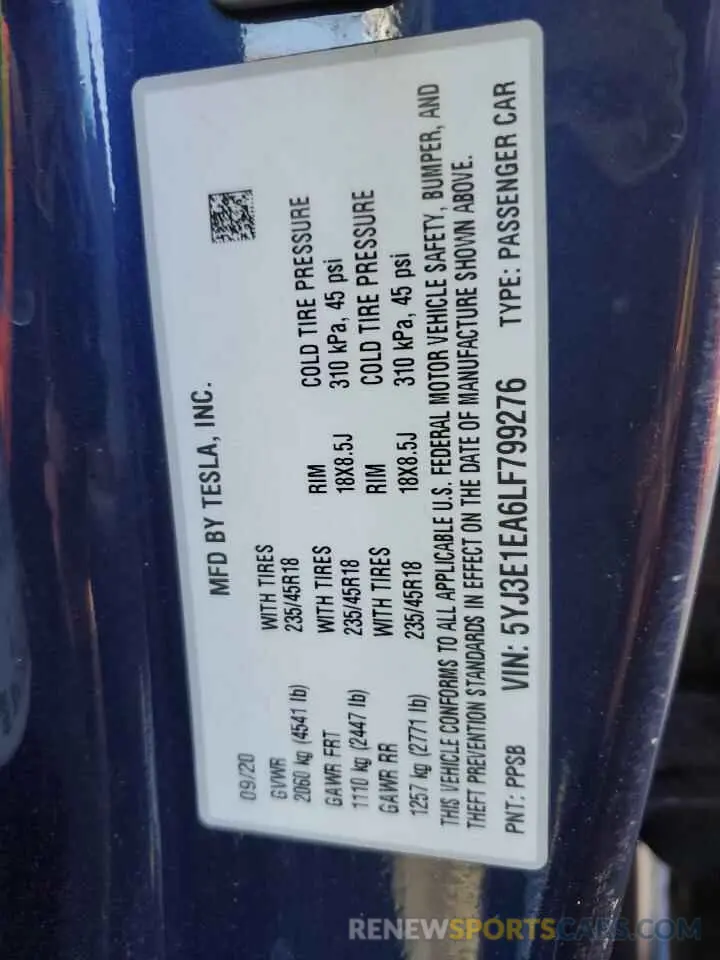 MFD BY TESLA, INC.
09/20
GVWR WITH TIRES RIM COLD TIRE PRESSURE
2060 kg (4541 lb) 235/45R18 18X8.5J 310 kPa, 45 psi
GAWR FRT WITH TIRES RIM COLD TIRE PRESSURE
1110 kg (2447 lb) 235/45R18 18X8.5J 310 kPa, 45 psi
GAWR RR WITH TIRES
1257 kg (2771 lb) 235/45R18
THIS VEHICLE CONFORMS TO ALL APPLICABLE U.S. FEDERAL MOTOR VEHICLE SAFETY, BUMPER, AND
THEFT PREVENTION STANDARDS IN EFFECT ON THE DATE OF MANUFACTURE SHOWN ABOVE.
PNT: PPSB VIN: 5YJ3E1EA6LF799276 TYPE: PASSENGER CAR
RENEWSPORTSCARS.COM